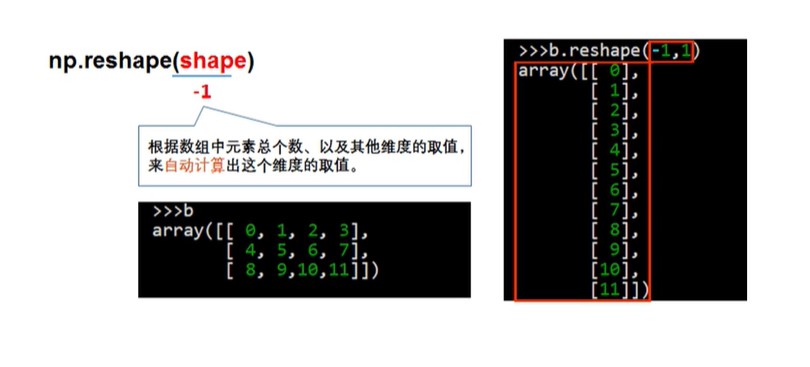 np.reshape(shape)
-1
根据数组中元素总个数、以及其他维度的取值，
来自动计算出这个维度的取值。
>>>b
array([[ 0, 1, 2, 3],
[ 4, 5, 6, 7],
[ 8, 9,10,11]])
>>>b.reshape(-1,1)
array([[ 0],
[ 1],
[ 2],
[ 3],
[ 4],
[ 5],
[ 6],
[ 7],
[ 8],
[ 9],
[10],
[11]])